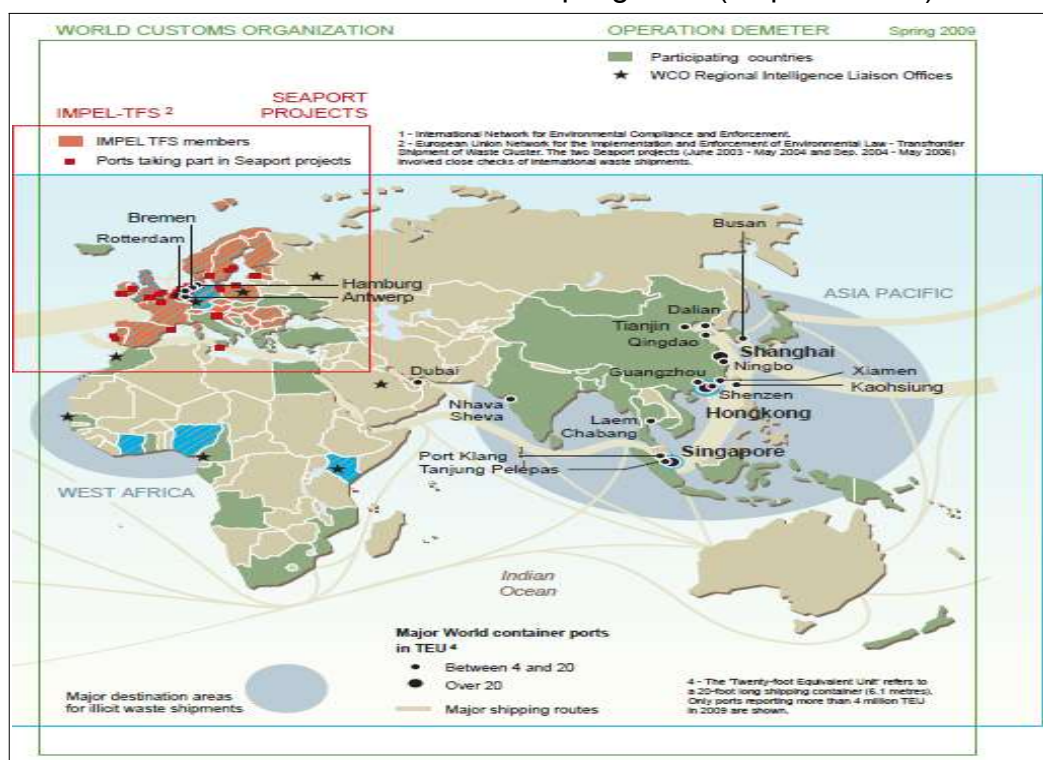 WORLD CUSTOMS ORGANIZATION
OPERATION DEMETER
Spring 2009
Participating countries
WCO Regional Intelligence Liaison Offices
IMPEL-TFS 2
SEAPORT
PROJECTS
IMPEL TFS members
Ports taking part in Seaport projects
1 - International Network for Environmental Compliance and Enforcement.
2 - European Union Network for the Implementation and Enforcement of Environmental Law - Transfrontier
Shipment of Waste Cluster. The two Seaport projects (June 2003 - May 2004 and Sep. 2004 - May 2006)
involved close checks of international waste shipments.
Bremen
Rotterdam
Hamburg
Antwerp
Busan
ASIA PACIFIC
Dalian
Tianjin
Qingdao
Shanghai
Ningbo
Guangzhou
Xiamen
Kaohsiung
Shenzen
Hongkong
Dubai
Nhava
Sheva
Laem
Chabang
Port Klang
Singapore
Tanjung Pelepas
WEST AFRICA
Indian
Ocean
Major World container ports
in TEU 4
Between 4 and 20
Over 20
Major shipping routes
Major destination areas
for illicit waste shipments
4 - The 'Twenty-foot Equivalent Unit' refers to
a 20-foot long shipping container (6.1 metres).
Only ports reporting more than 4 million TEU
in 2009 are shown.